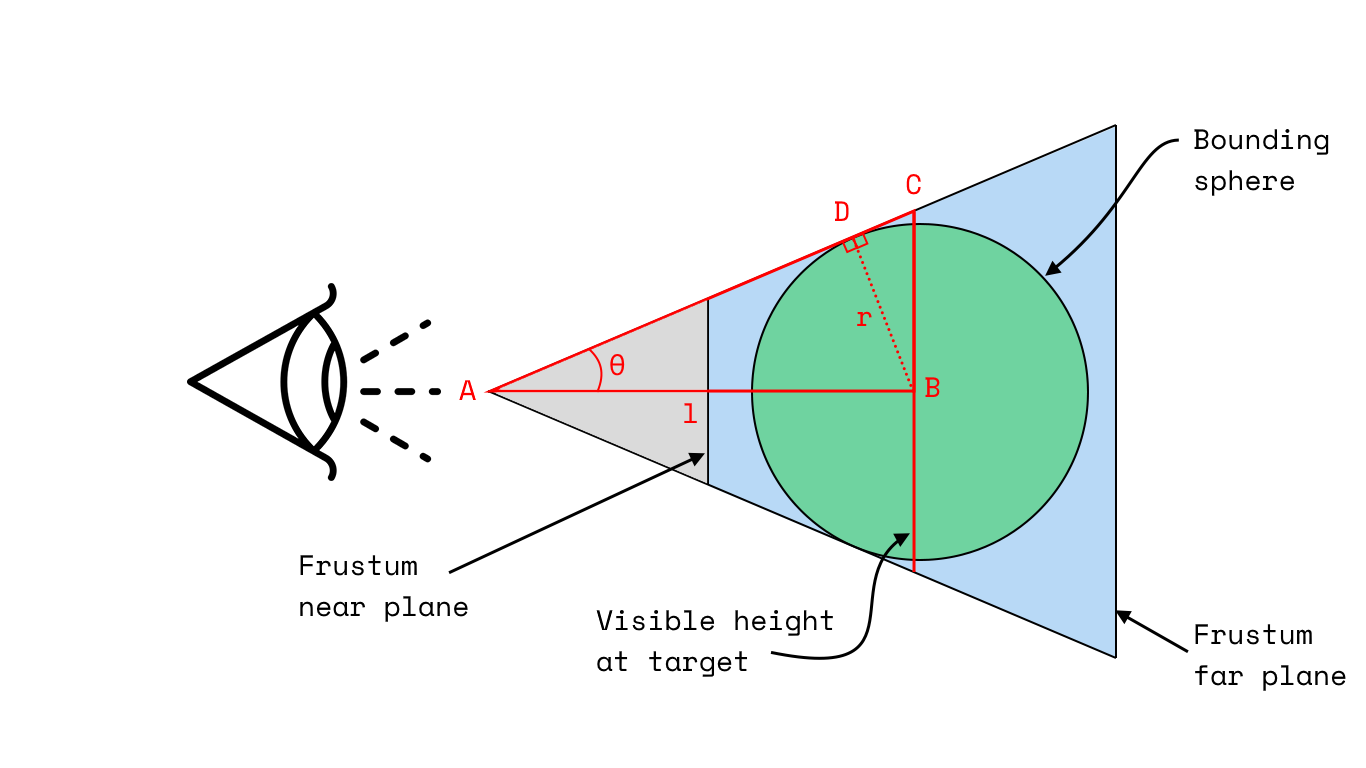 Bounding
sphere
C
D
r
θ
A
B
l
Frustum
near plane
Visible height
at target
Frustum
far plane